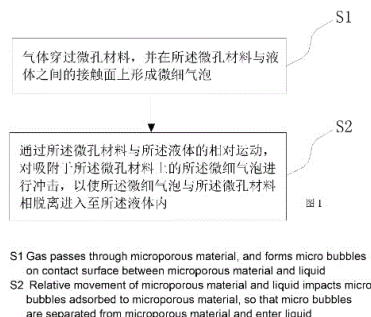 S1
气体穿过微孔材料，并在所述微孔材料与液
体之间的接触面上形成微细气泡
S2
通过所述微孔材料与所述液体的相对运动，
对吸附于所述微孔材料上的所述微细气泡进
行冲击，以使所述微细气泡与所述微孔材料
相脱离进入至所述液体内
图1
S1 Gas passes through microporous material, and forms micro bubbles
on contact surface between microporous material and liquid
S2 Relative movement of microporous material and liquid impacts micro
bubbles adsorbed to microporous material, so that micro bubbles
are separated from microporous material and enter liquid